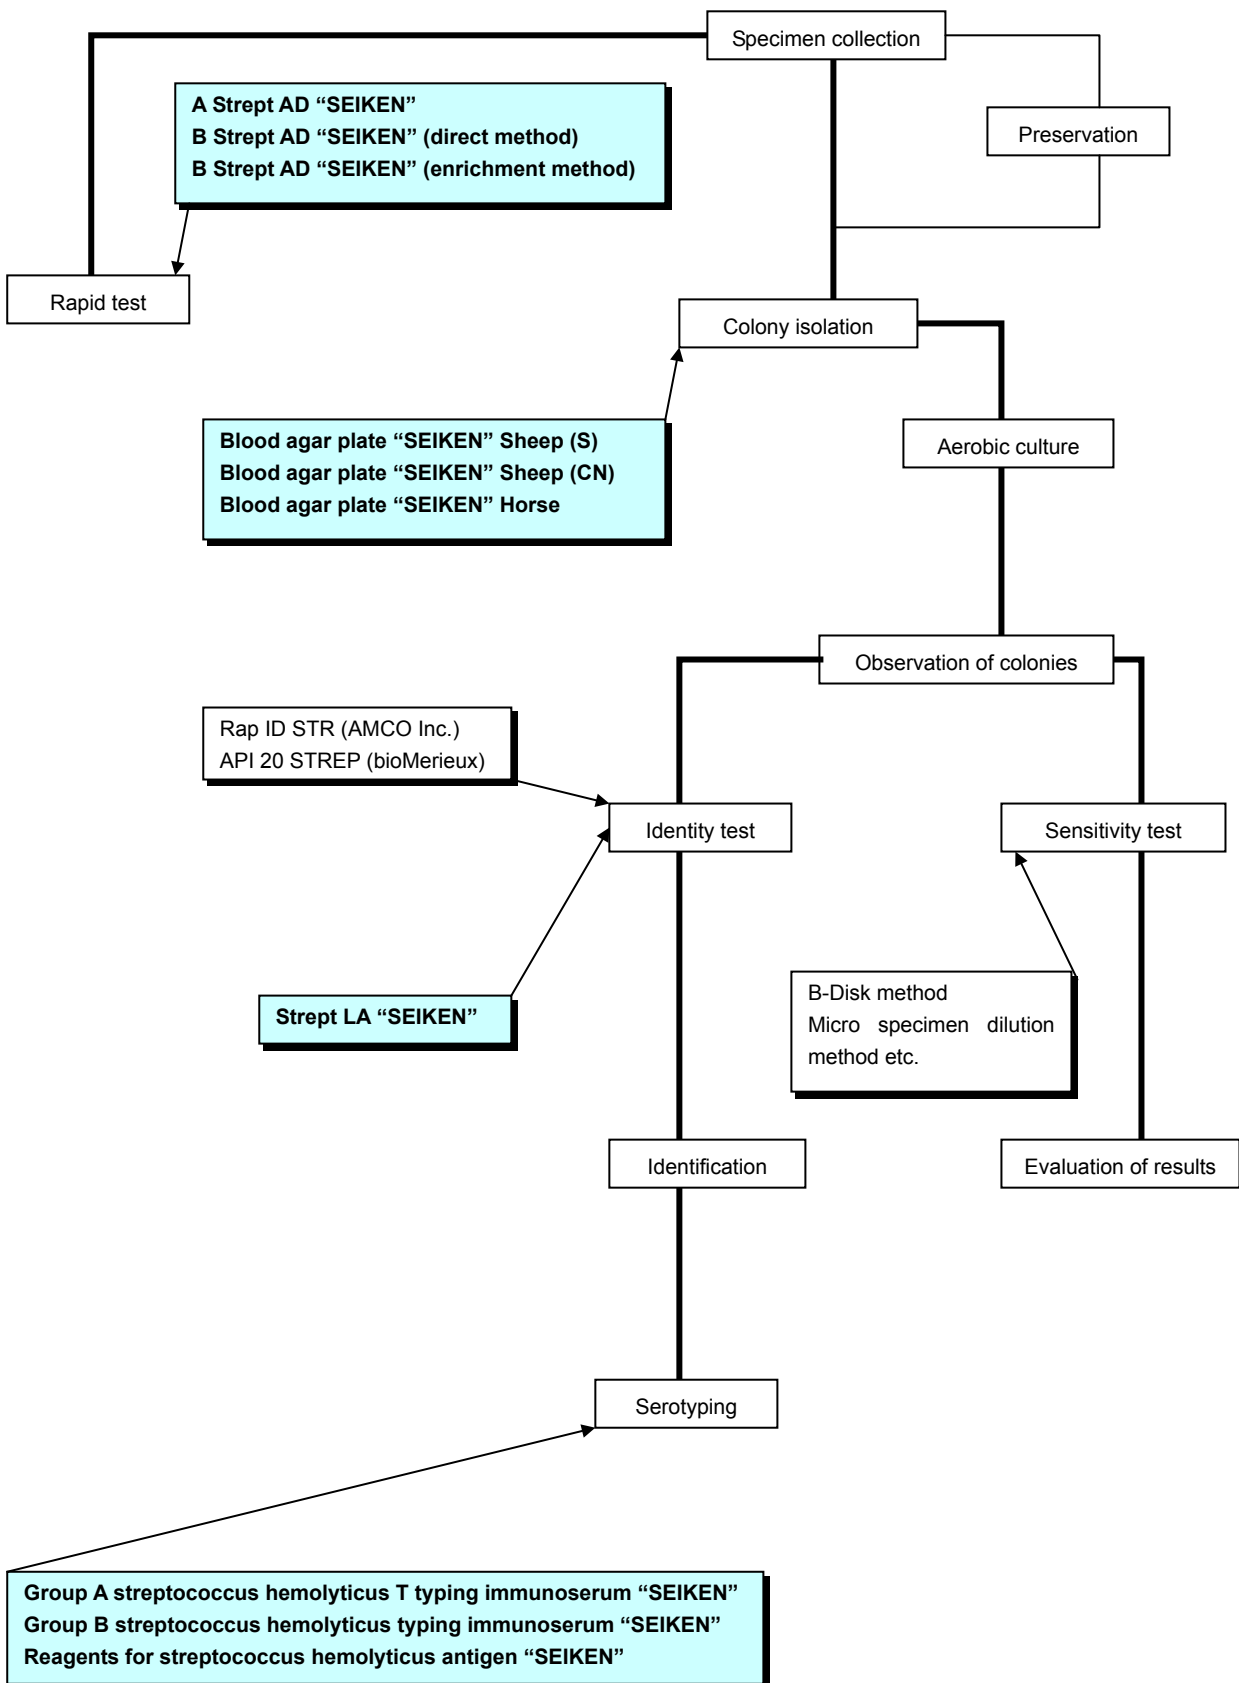 Specimen collection
A Strept AD “SEIKEN”
B Strept AD “SEIKEN” (direct method)
B Strept AD “SEIKEN” (enrichment method)
Preservation
Rapid test
Colony isolation
Blood agar plate “SEIKEN” Sheep (S)
Blood agar plate “SEIKEN” Sheep (CN)
Blood agar plate “SEIKEN” Horse
Aerobic culture
Observation of colonies
Rap ID STR (AMCO Inc.)
API 20 STREP (bioMerieux)
Identity test
Sensitivity test
Strept LA “SEIKEN”
B-Disk method
Micro specimen dilution
method etc.
Identification
Evaluation of results
Serotyping
Group A streptococcus hemolyticus T typing immunoserum “SEIKEN”
Group B streptococcus hemolyticus typing immunoserum “SEIKEN”
Reagents for streptococcus hemolyticus antigen “SEIKEN”